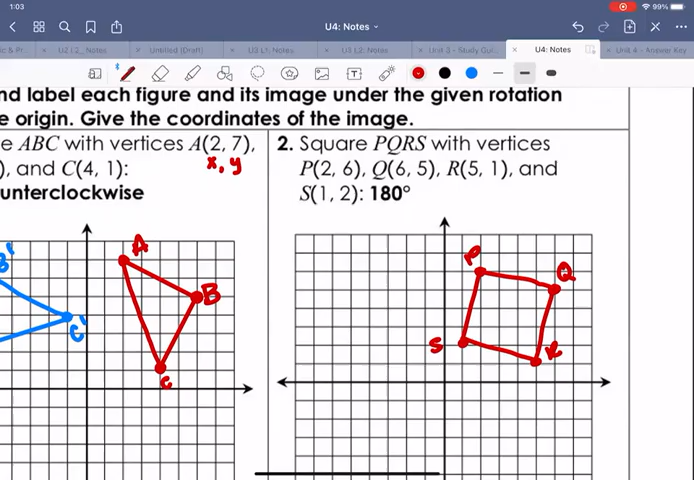 1:03
99%
U4: Notes
U2 L2_ Notes
Untitled (Draft)
U3 L1: Notes
U3 L2: Notes
Unit 3 - Study Gui..
U4: Notes
Unit 4 - Answer Key
nd label each figure and its image under the given rotation
e origin. Give the coordinates of the image.
e ABC with vertices A(2, 7),
), and C(4, 1):
x, y
unterclockwise
2. Square PQRS with vertices
P(2, 6), Q(6, 5), R(5, 1), and
S(1, 2): 180°
A
B
C
B'
C'
P
Q
S
R